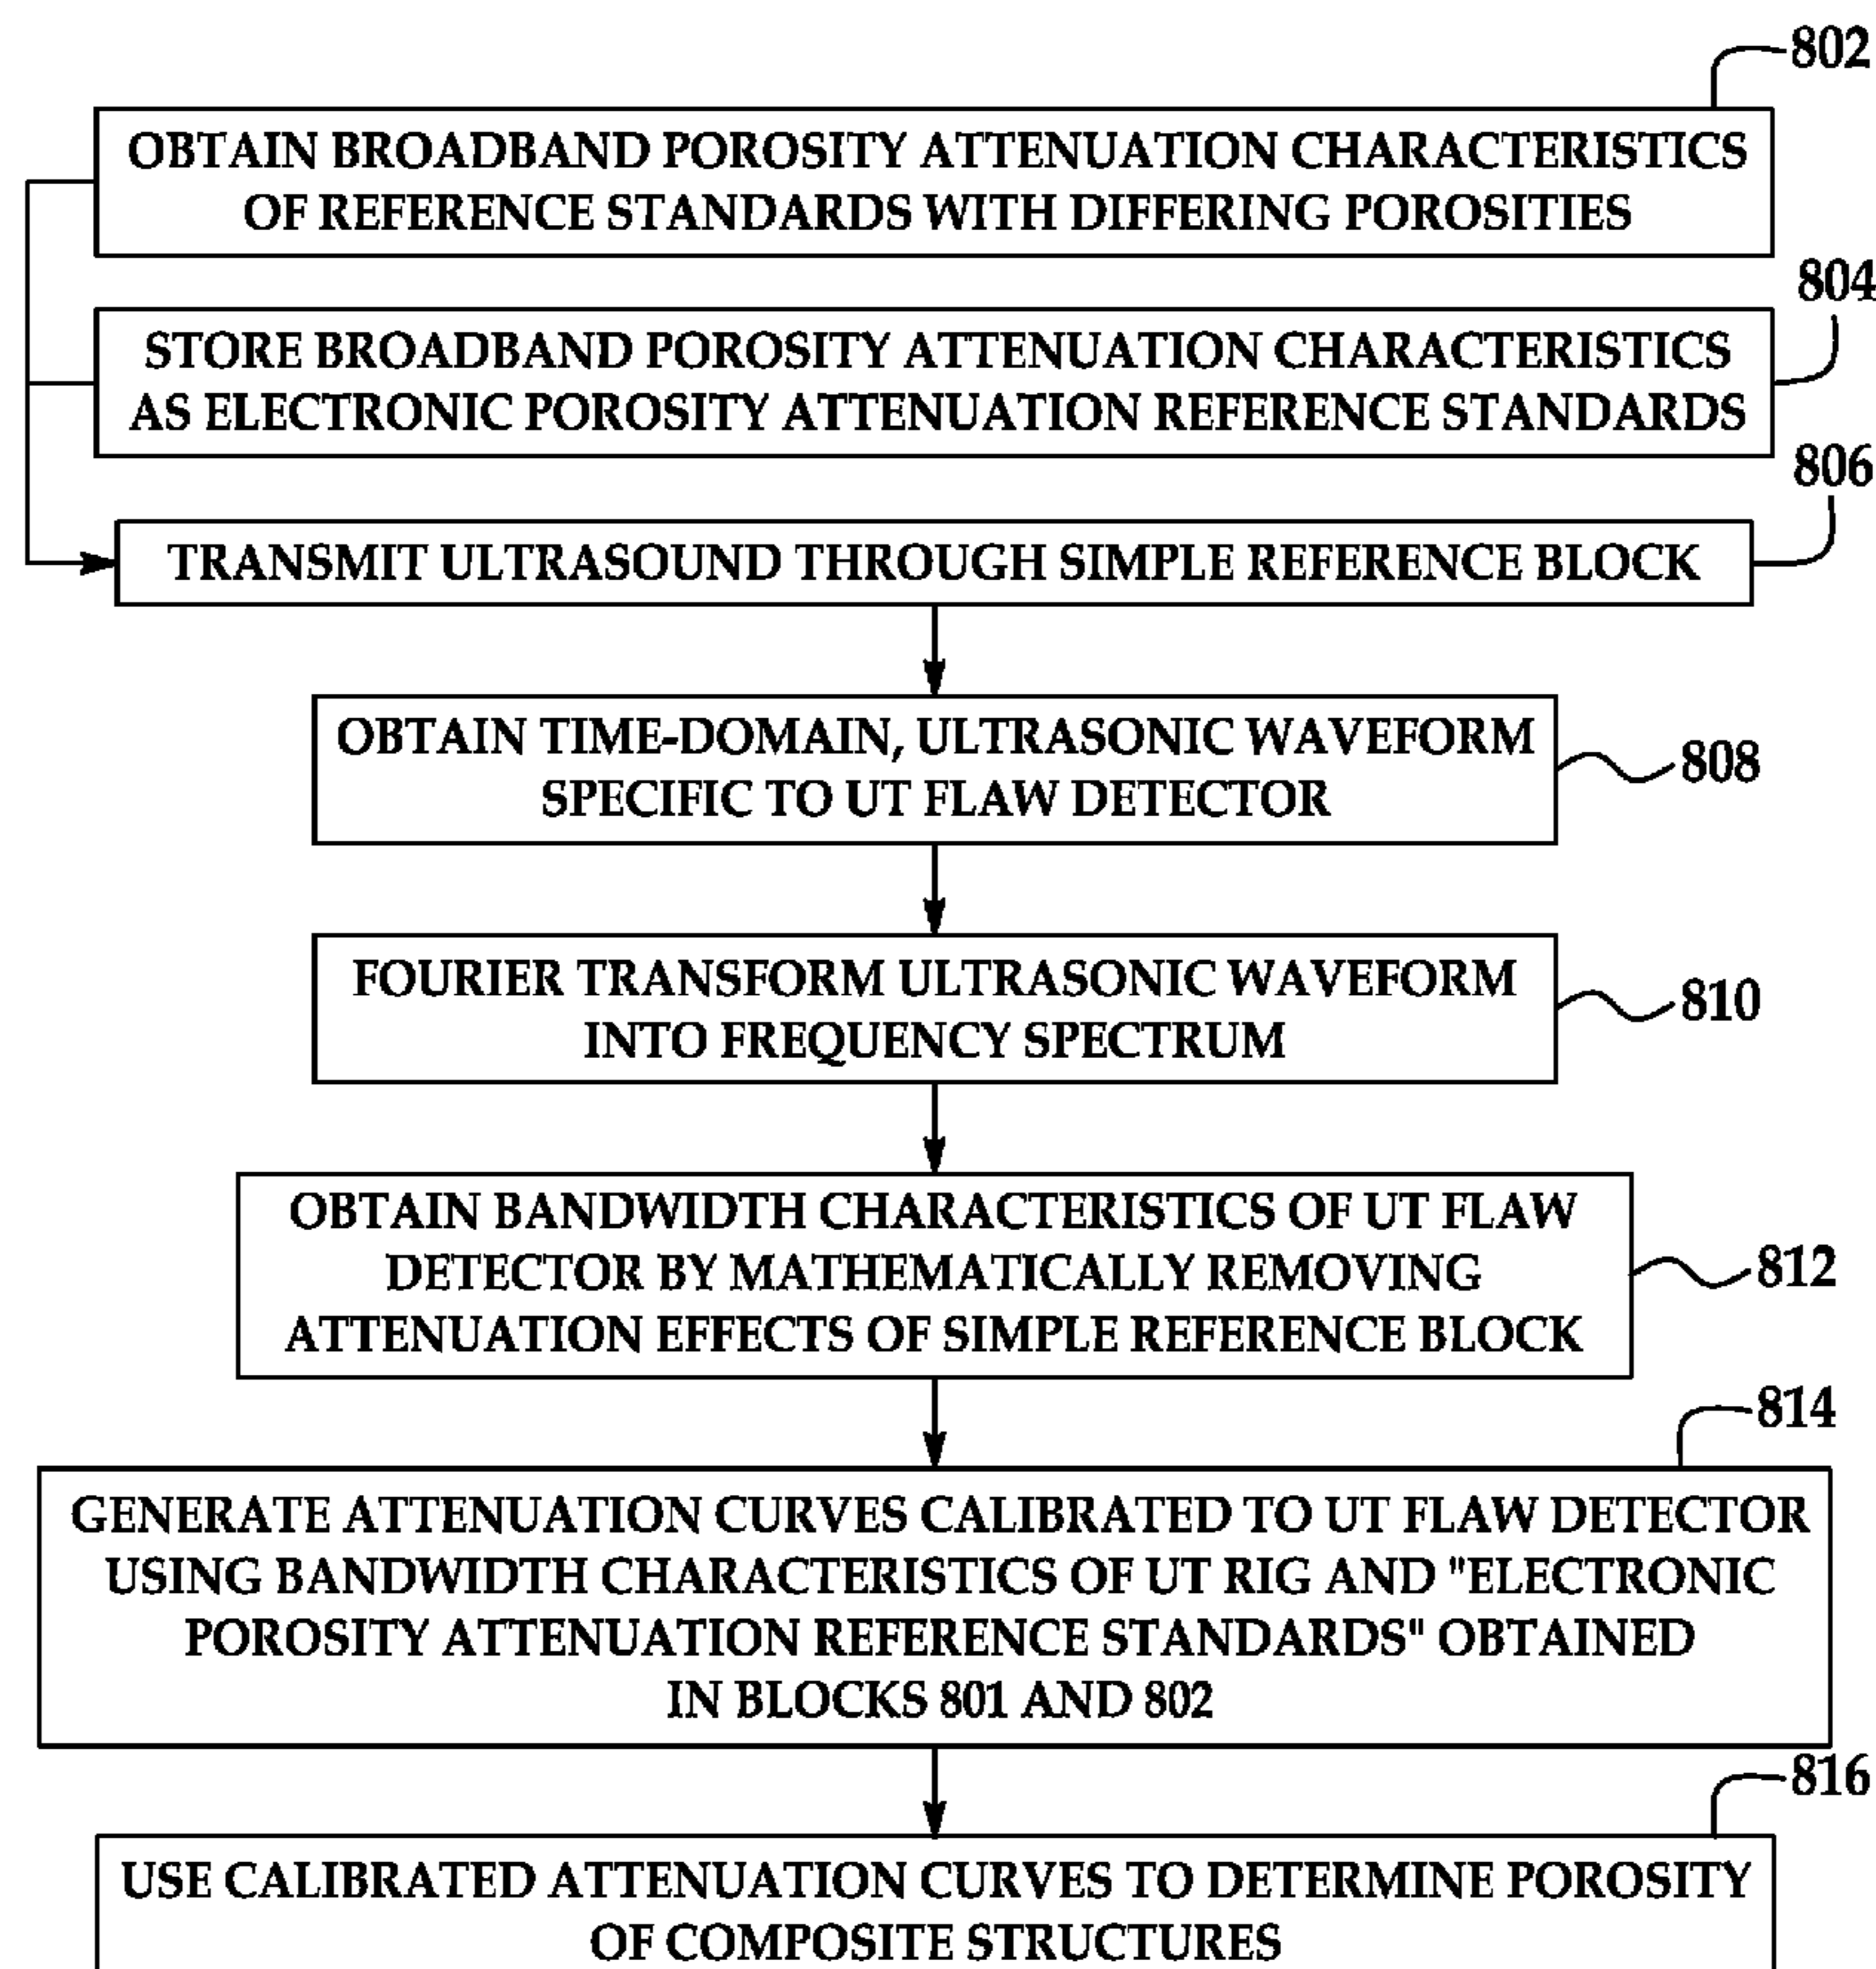 802
OBTAIN BROADBAND POROSITY ATTENUATION CHARACTERISTICS
OF REFERENCE STANDARDS WITH DIFFERING POROSITIES
804
STORE BROADBAND POROSITY ATTENUATION CHARACTERISTICS
AS ELECTRONIC POROSITY ATTENUATION REFERENCE STANDARDS
806
TRANSMIT ULTRASOUND THROUGH SIMPLE REFERENCE BLOCK
OBTAIN TIME-DOMAIN, ULTRASONIC WAVEFORM
SPECIFIC TO UT FLAW DETECTOR
808
FOURIER TRANSFORM ULTRASONIC WAVEFORM
INTO FREQUENCY SPECTRUM
810
OBTAIN BANDWIDTH CHARACTERISTICS OF UT FLAW
DETECTOR BY MATHEMATICALLY REMOVING
ATTENUATION EFFECTS OF SIMPLE REFERENCE BLOCK
812
814
GENERATE ATTENUATION CURVES CALIBRATED TO UT FLAW DETECTOR
USING BANDWIDTH CHARACTERISTICS OF UT RIG AND "ELECTRONIC
POROSITY ATTENUATION REFERENCE STANDARDS" OBTAINED
IN BLOCKS 801 AND 802
816
USE CALIBRATED ATTENUATION CURVES TO DETERMINE POROSITY
OF COMPOSITE STRUCTURES